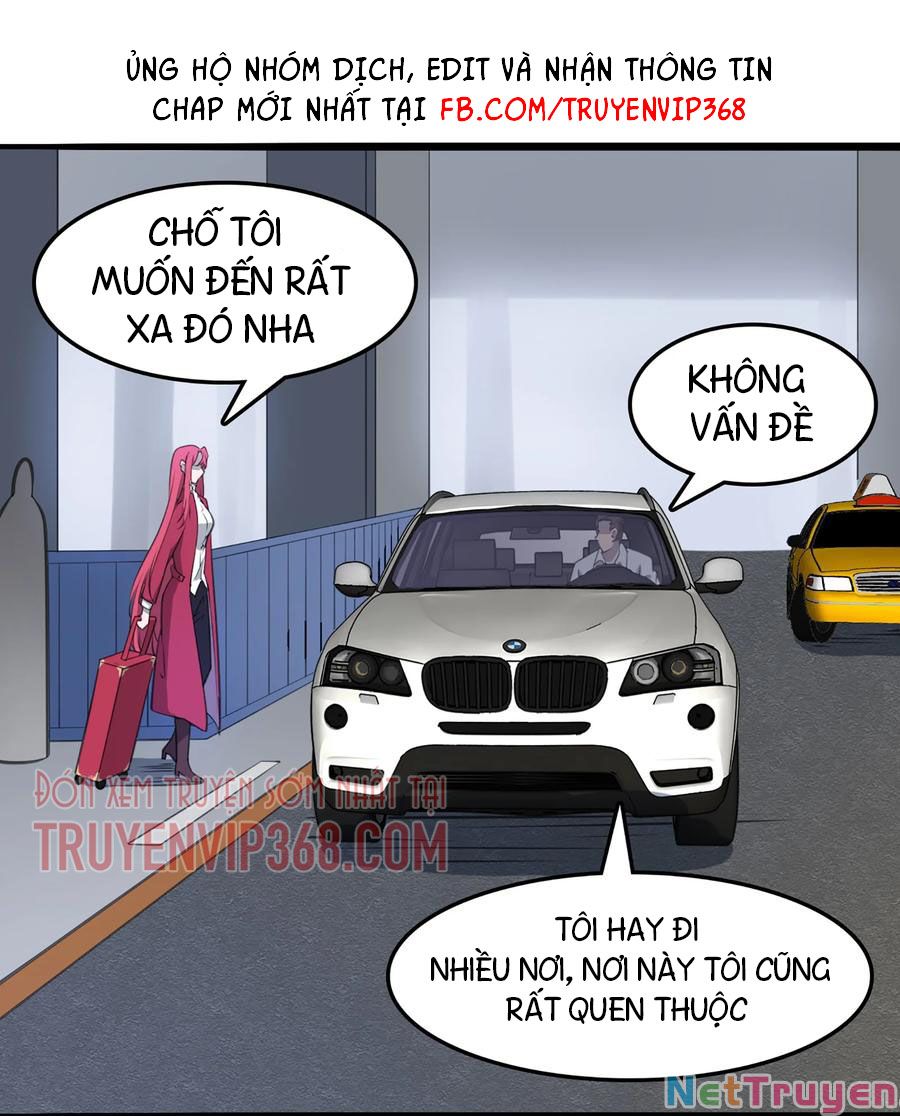 ỦNG HỘ NHÓM DỊCH, EDIT VÀ NHẬN THÔNG TIN
CHAP MỚI NHẤT TẠI FB.COM/TRUYENVIP368
CHỖ TÔI
MUỐN ĐẾN RẤT
XA ĐÓ NHA
KHÔNG
VẤN ĐỀ
ĐÓN XEM TRUYỆN SỚM NHẤT TẠI
TRUYENVIP368.COM
TÔI HAY ĐI
NHIỀU NƠI, NƠI NÀY TÔI CŨNG
RẤT QUEN THUỘC
NetTruyen